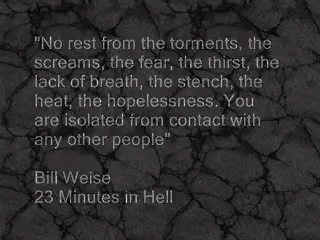 "No rest from the torments, the
screams, the fear, the thirst, the
lack of breath, the stench, the
heat, the hopelessness. You
are isolated from contact with
any other people"
Bill Weise
23 Minutes in Hell